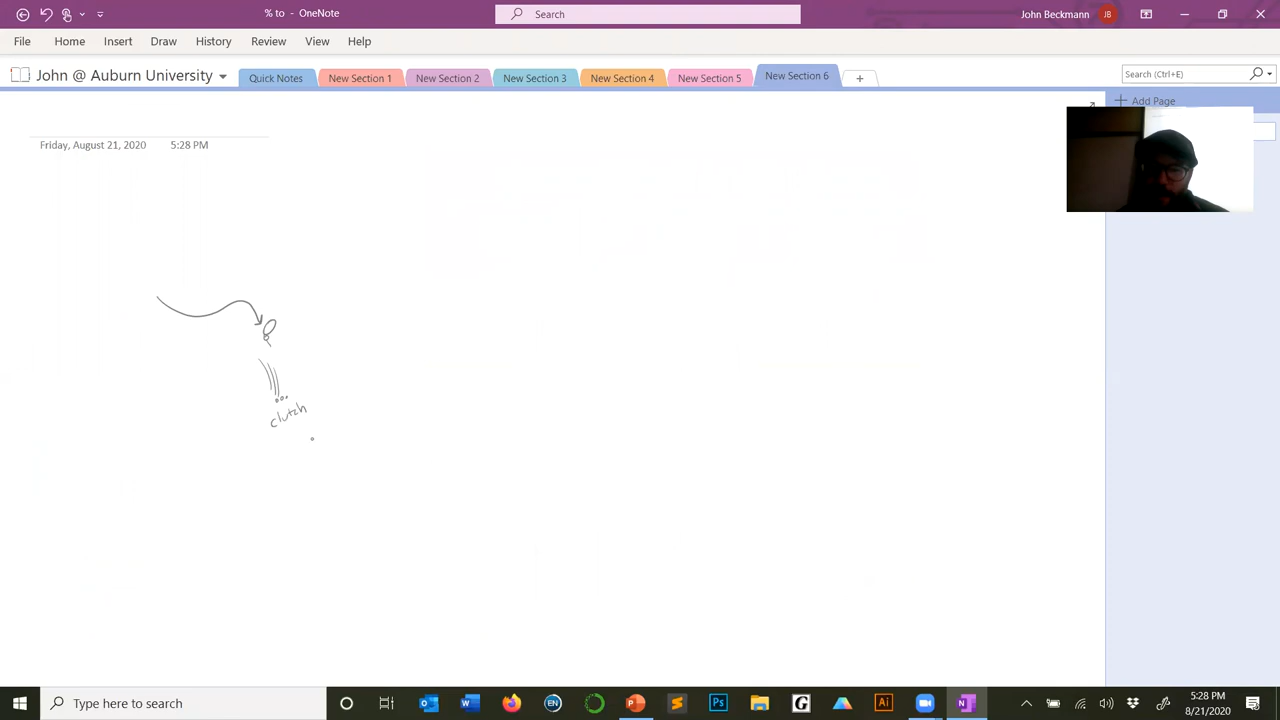 % to - OneNote
Search
John Beckmann
JB
File
Home
Insert
Draw
History
Review
View
Help
John @ Auburn University
Quick Notes
New Section 1
New Section 2
New Section 3
New Section 4
New Section 5
New Section 6
Search (Ctrl+E)
Add Page
Friday, August 21, 2020
5:28 PM
clutch
Type here to search
EN
Ps
G
Ai
5:28 PM
8/21/2020